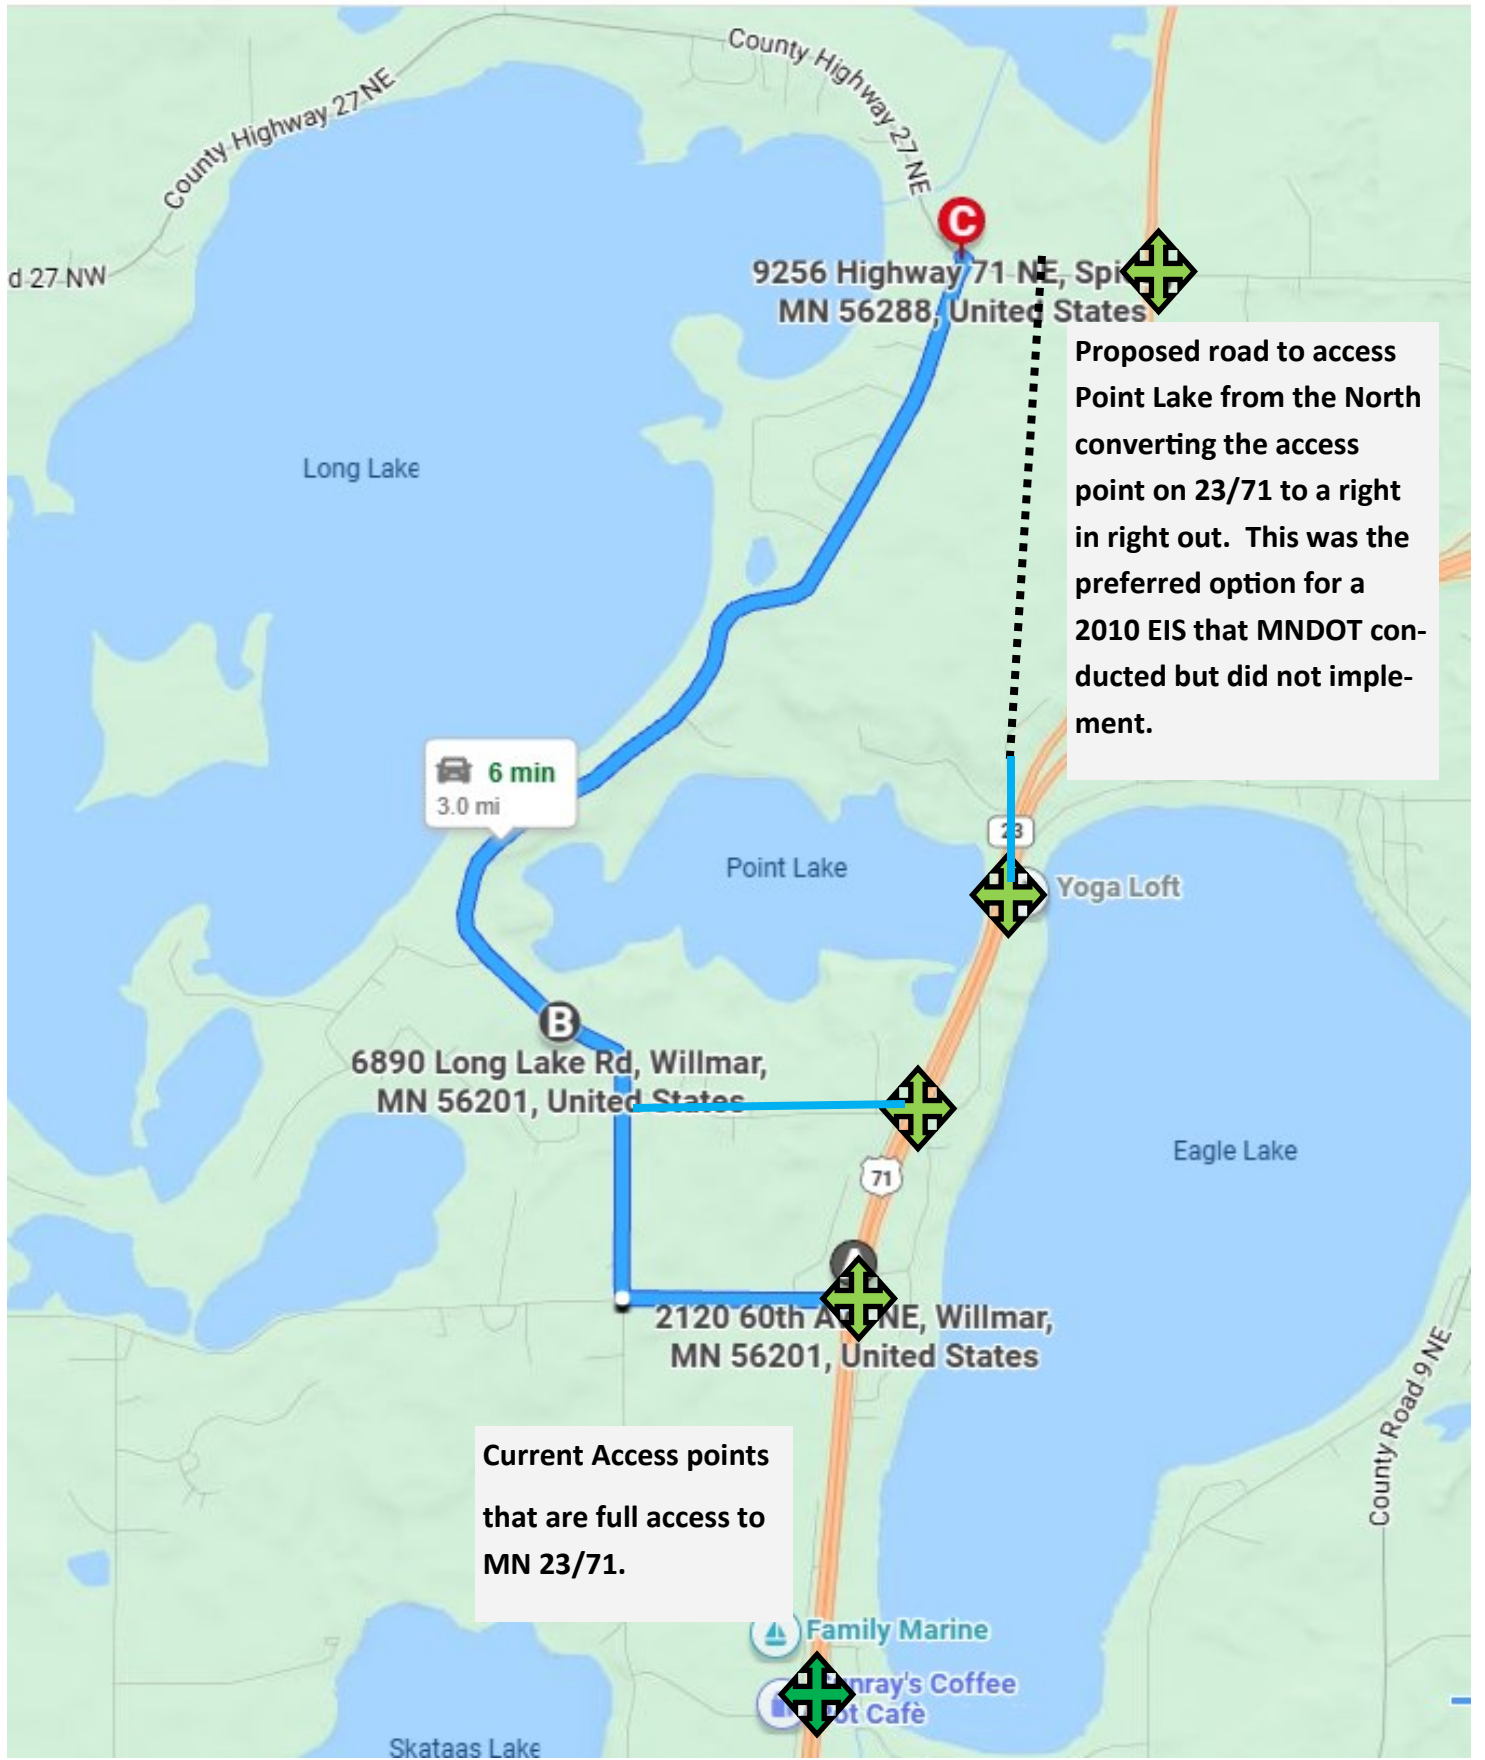 County Highway 27 NE
County Highway 27 NE
d 27 NW
C
9256 Highway 71 NE, Spi
MN 56288, United States
Proposed road to access
Point Lake from the North
converting the access
point on 23/71 to a right
in right out. This was the
preferred option for a
2010 EIS that MNDOT con-
ducted but did not imple-
ment.
Long Lake
6 min
3.0 mi
23
Point Lake
Yoga Loft
B
6890 Long Lake Rd, Willmar,
MN 56201, United States
Eagle Lake
71
2120 60th A NE, Willmar,
MN 56201, United States
County Road 9 NE
Current Access points
that are full access to
MN 23/71.
Family Marine
nray's Coffee
ot Cafè
Skataas Lake